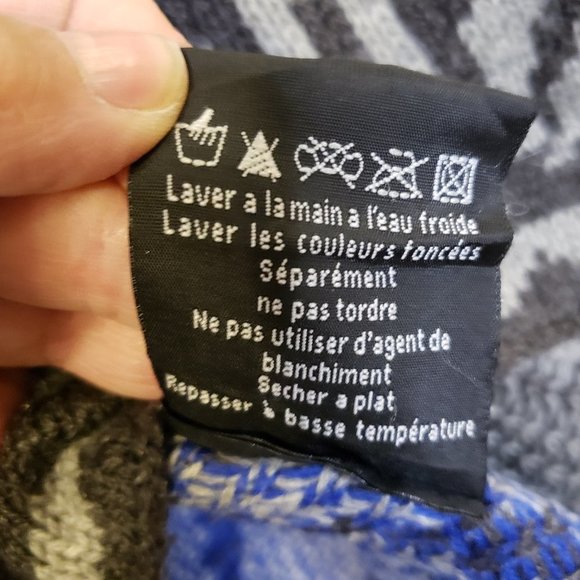 Laver a la main a l'eau froide
Laver les couleurs foncées
Séparément
ne pas tordre
Ne pas utiliser d'agent de
blanchiment
Secher a plat
Repasser à basse température